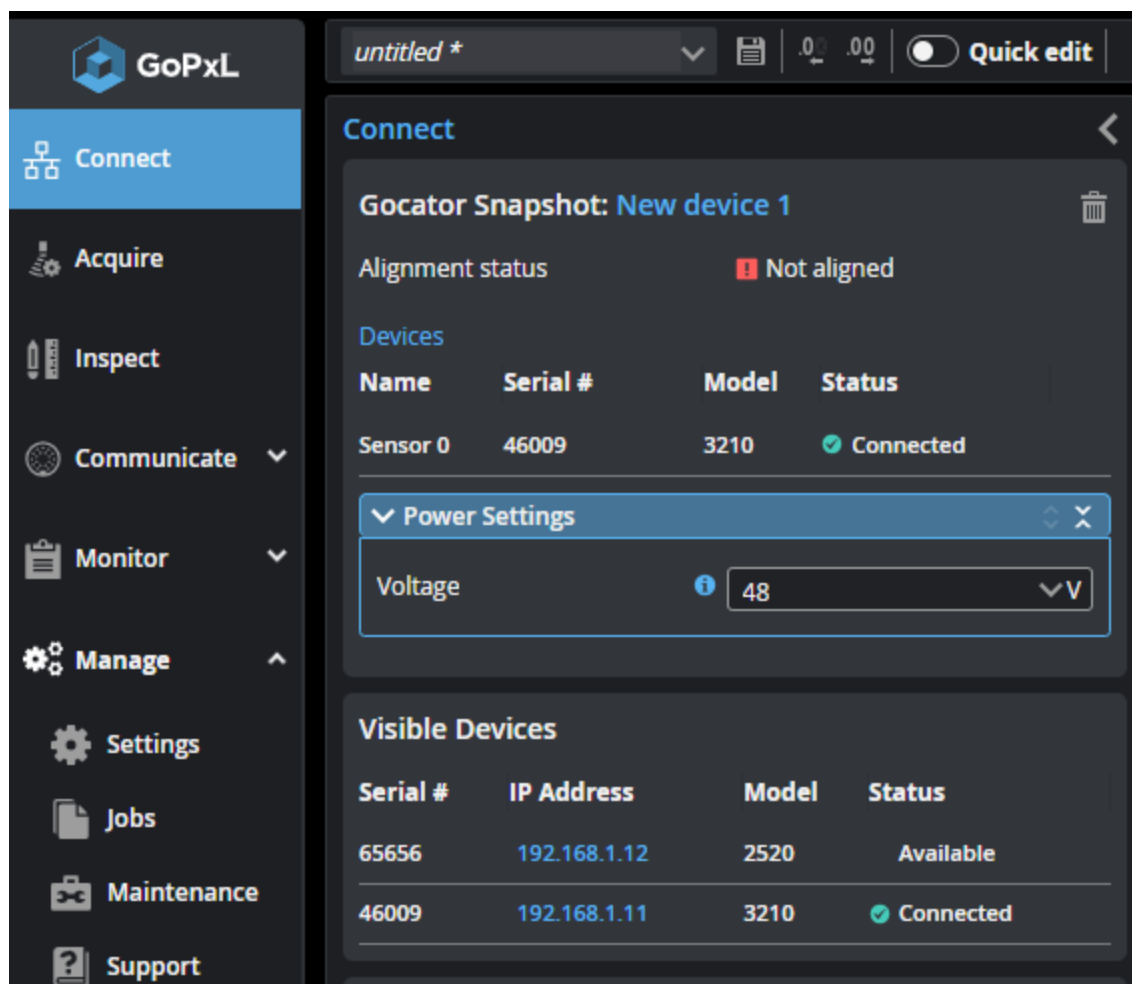 GoPxL
Connect
Acquire
Inspect
Communicate
Monitor
Manage
Settings
Jobs
Maintenance
Support
untitled *
.00
.00
Quick edit
Connect
Gocator Snapshot: New device 1
Alignment status Not aligned
Devices
Name Serial # Model Status
Sensor 0 46009 3210 Connected
Power Settings
Voltage 48 V
Visible Devices
Serial # IP Address Model Status
65656 192.168.1.12 2520 Available
46009 192.168.1.11 3210 Connected